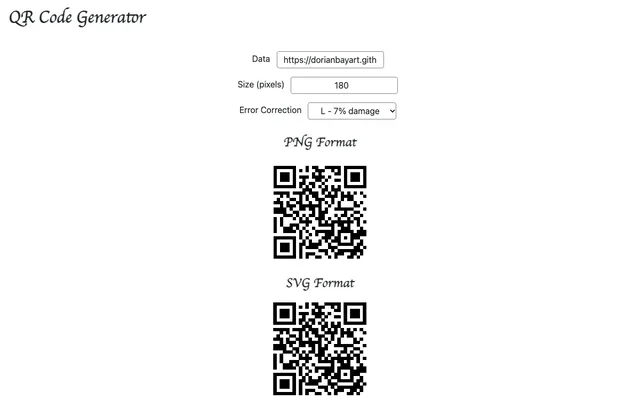 QR Code Generator
Data https://dorianbayart.gith
Size (pixels) 180
Error Correction L - 7% damage
PNG Format
SVG Format